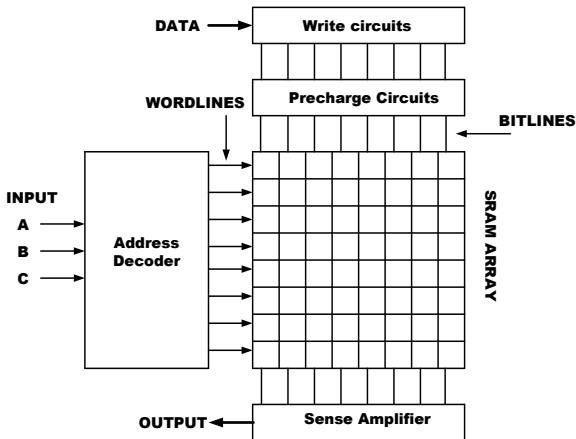 DATA
Write circuits
Precharge Circuits
WORDLINES
BITLINES
INPUT
A
B
C
Address
Decoder
SRAM ARRAY
OUTPUT
Sense Amplifier